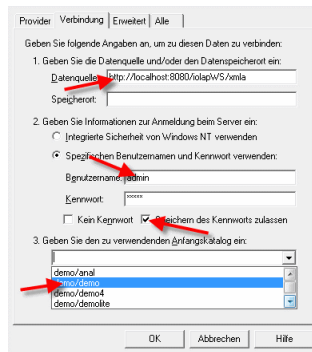 Provider Verbindung Erweitert Alle
Geben Sie folgende Angaben an, um zu diesen Daten zu verbinden:
1. Geben Sie die Datenquelle und/oder den Datenspeicherort ein:
Datenquelle: http://localhost:8080/iolapWS/xmla
Speicherort:
2. Geben Sie Informationen zur Anmeldung beim Server ein:
Integrierte Sicherheit von Windows NT verwenden
Spezifischen Benutzernamen und Kennwort verwenden:
Benutzername: admin
Kennwort: *****
Kein Kennwort Speichern des Kennworts zulassen
3. Geben Sie den zu verwendenden Anfangskatalog ein:
demo/anal
demo/demo
demo/demo4
demo/demolite
OK Abbrechen Hilfe